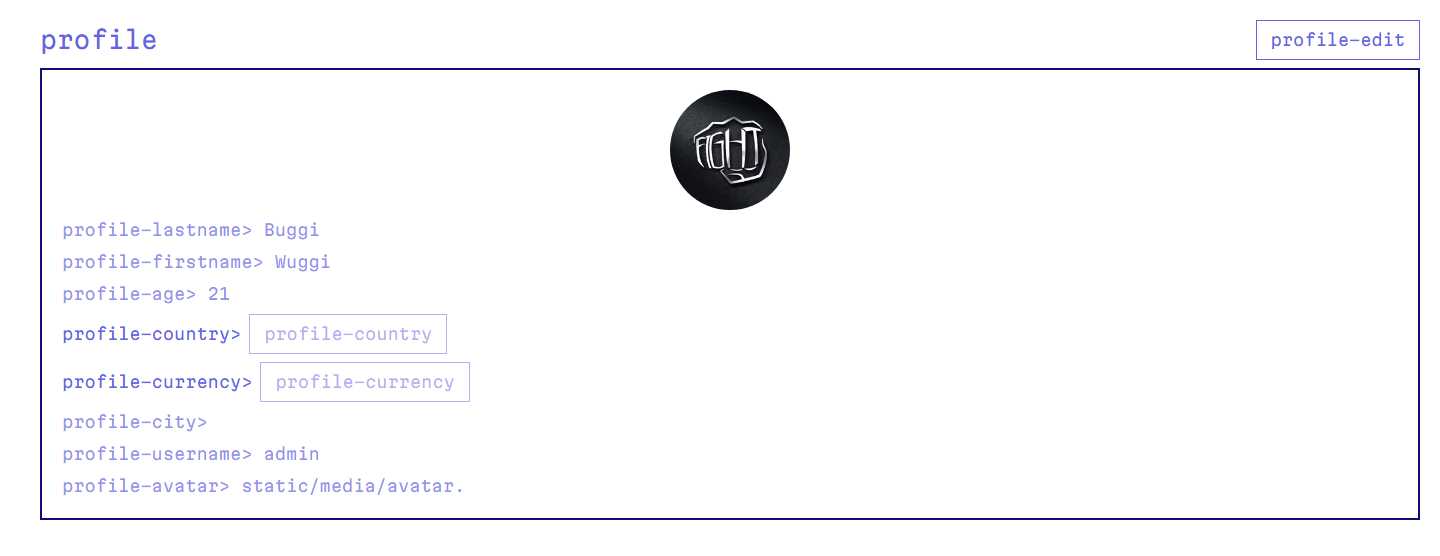 profile
profile-edit
FIGHT
profile-lastname> Buggi
profile-firstname> Wuggi
profile-age> 21
profile-country> profile-country
profile-currency> profile-currency
profile-city>
profile-username> admin
profile-avatar> static/media/avatar.